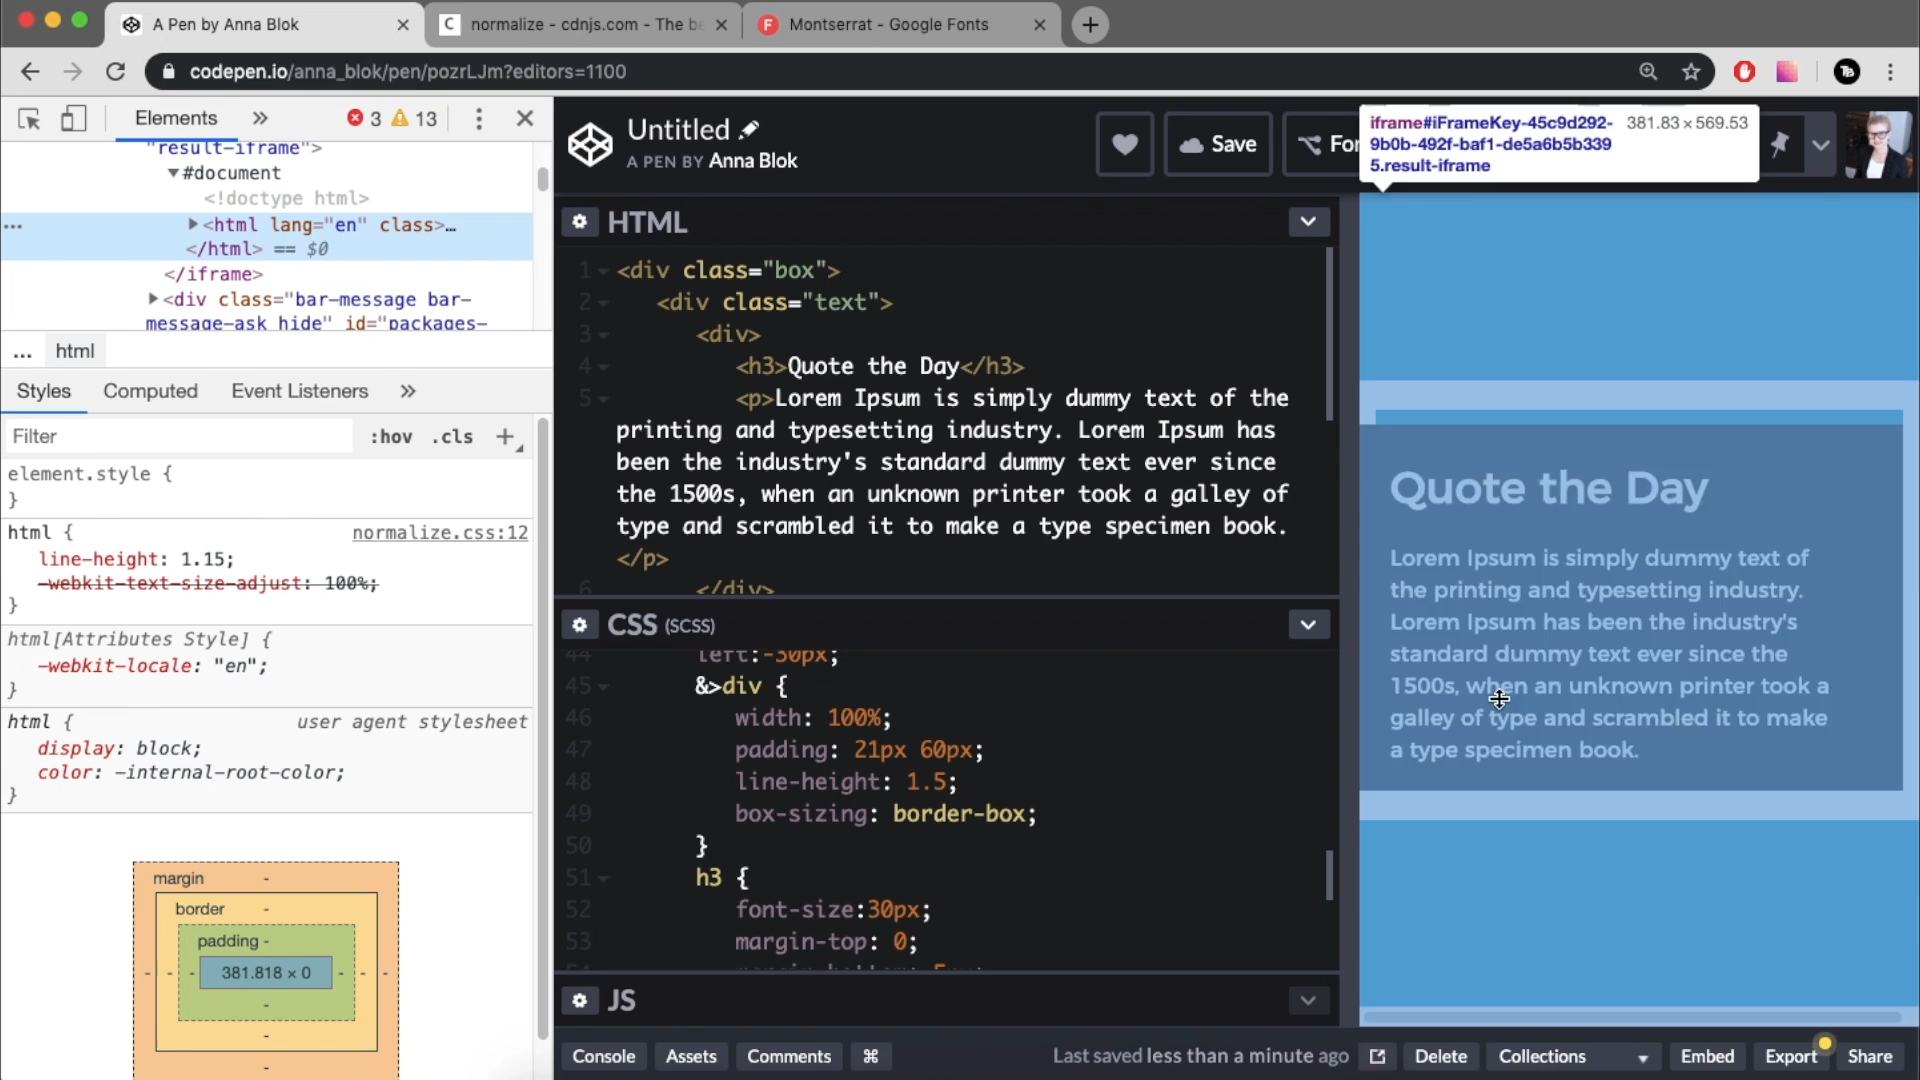 A Pen by Anna Blok
normalize - cdnjs.com - The be
Montserrat - Google Fonts
codepen.io/anna_blok/pen/pozrLJm?editors=1100
Elements
3
13
"result-iframe">
▼#document
<!doctype html>
▶<html lang="en" class>…
</html> == $0
</iframe>
▶<div class="bar-message bar-
message-ask hide" id="packages-
... html
Styles Computed Event Listeners
Filter
:hov .cls
element.style {
}
html { normalize.css:12
line-height: 1.15;
-webkit-text-size-adjust: 100%;
}
html[Attributes Style] {
-webkit-locale: "en";
}
html { user agent stylesheet
display: block;
color: -internal-root-color;
}
margin -
border -
padding -
- - - 381.818 × 0 - - -
-
-
-
Untitled
A PEN BY Anna Blok
Save
For
iframe#iFrameKey-45c9d292- 381.83 × 569.53
9b0b-492f-baf1-de5a6b5b339
5.result-iframe
HTML
1 <div class="box">
2 <div class="text">
3 <div>
4 <h3>Quote the Day</h3>
5 <p>Lorem Ipsum is simply dummy text of the
printing and typesetting industry. Lorem Ipsum has
been the industry's standard dummy text ever since
the 1500s, when an unknown printer took a galley of
type and scrambled it to make a type specimen book.
</p>
6 </div>
CSS (SCSS)
44 left:-30px;
45 &>div {
46 width: 100%;
47 padding: 21px 60px;
48 line-height: 1.5;
49 box-sizing: border-box;
50 }
51 h3 {
52 font-size:30px;
53 margin-top: 0;
JS
Quote the Day
Lorem Ipsum is simply dummy text of
the printing and typesetting industry.
Lorem Ipsum has been the industry's
standard dummy text ever since the
1500s, when an unknown printer took a
galley of type and scrambled it to make
a type specimen book.
Console Assets Comments ⌘ Last saved less than a minute ago Delete Collections Embed Export Share